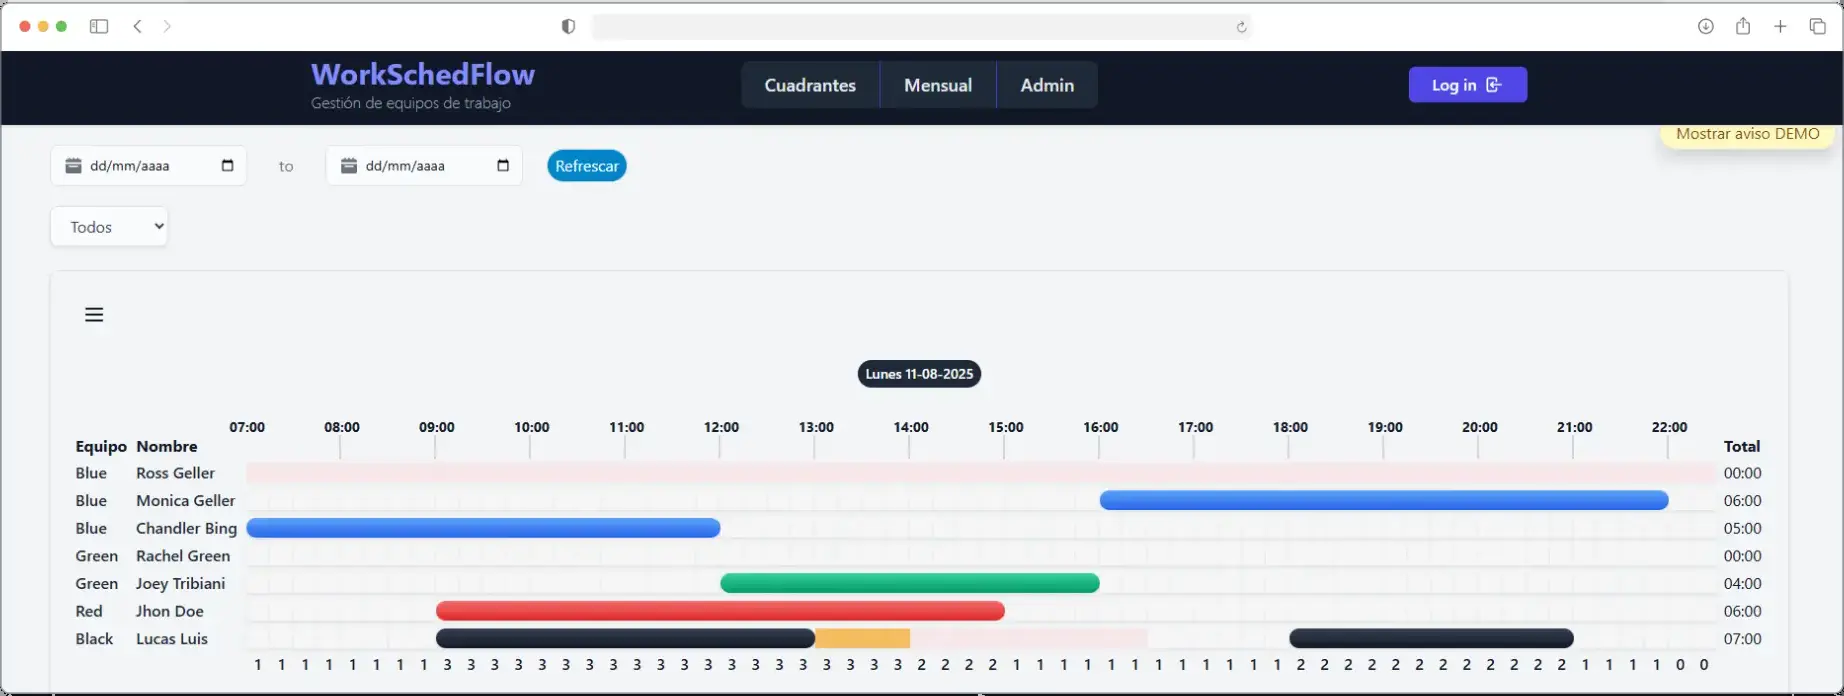 WorkSchedFlow
Gestión de equipos de trabajo
Cuadrantes Mensual Admin
Log in
Mostrar aviso DEMO
dd/mm/aaaa to dd/mm/aaaa Refrescar
Todos
Lunes 11-08-2025
07:00 08:00 09:00 10:00 11:00 12:00 13:00 14:00 15:00 16:00 17:00 18:00 19:00 20:00 21:00 22:00
Equipo Nombre Total
Blue Ross Geller 00:00
Blue Monica Geller 06:00
Blue Chandler Bing 05:00
Green Rachel Green 00:00
Green Joey Tribiani 04:00
Red Jhon Doe 06:00
Black Lucas Luis 07:00
1 1 1 1 1 1 1 1 3 3 3 3 3 3 3 3 3 3 3 3 3 3 3 3 3 3 3 3 2 2 2 2 1 1 1 1 1 1 1 1 1 1 1 1 2 2 2 2 2 2 2 2 2 2 2 2 1 1 1 1 0 0